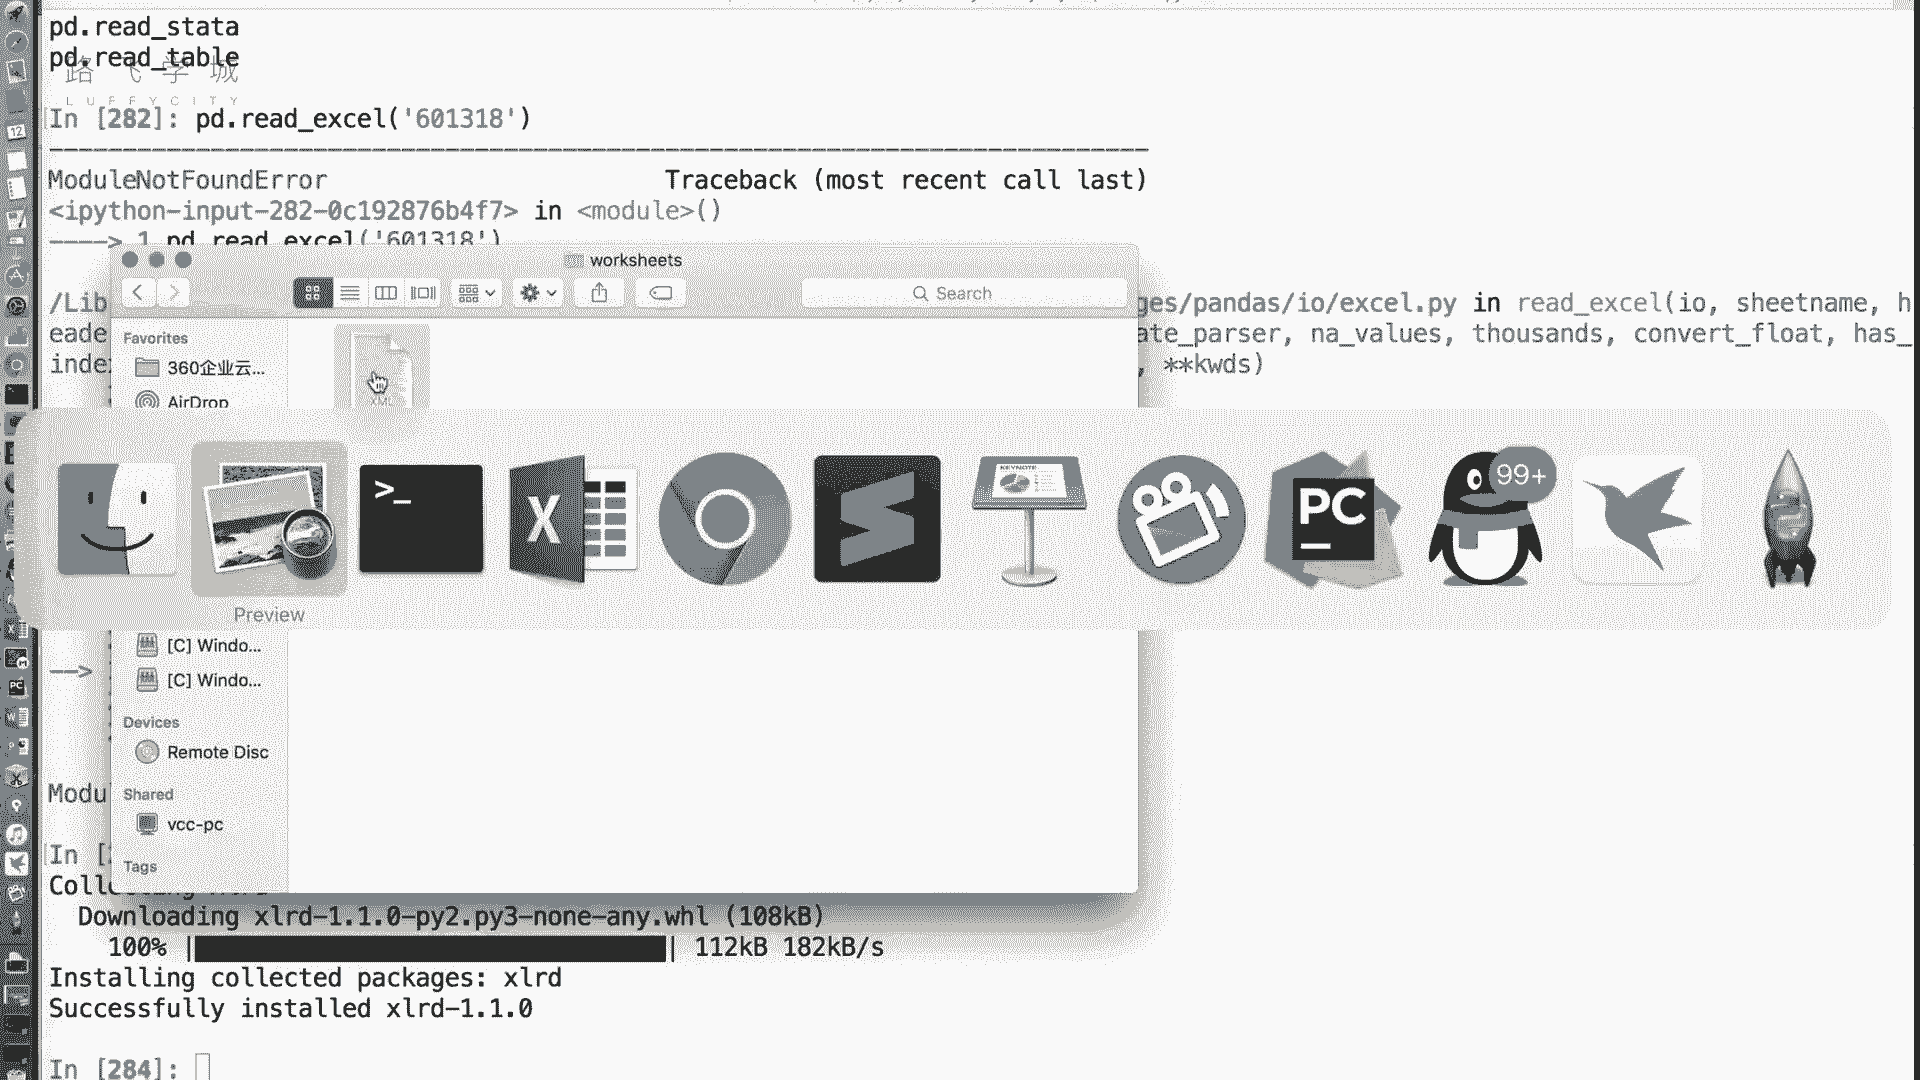 pd.read_stata
pd.read_table
路飞学城
LUFFYCITY
In [282]: pd.read_excel('601318')
ModuleNotFoundError Traceback (most recent call last)
<ipython-input-282-0c192876b4f7> in <module>()
----> 1 pd.read_excel('601318')
worksheets
Search
/Lib
ges/pandas/io/excel.py in read_excel(io, sheetname, h
eade
ate_parser, na_values, thousands, convert_float, has_
inde
, **kwds)
Favorites
360企业云...
AirDrop
XML
>_
X
KEYNOTE
PC
99+
Preview
[C] Windo...
[C] Windo...
-->
Devices
Remote Disc
Shared
vcc-pc
Modu
Tags
In [
Coll
Downloading xlrd-1.1.0-py2.py3-none-any.whl (108kB)
100% | | 112kB 182kB/s
Installing collected packages: xlrd
Successfully installed xlrd-1.1.0
In [284]: